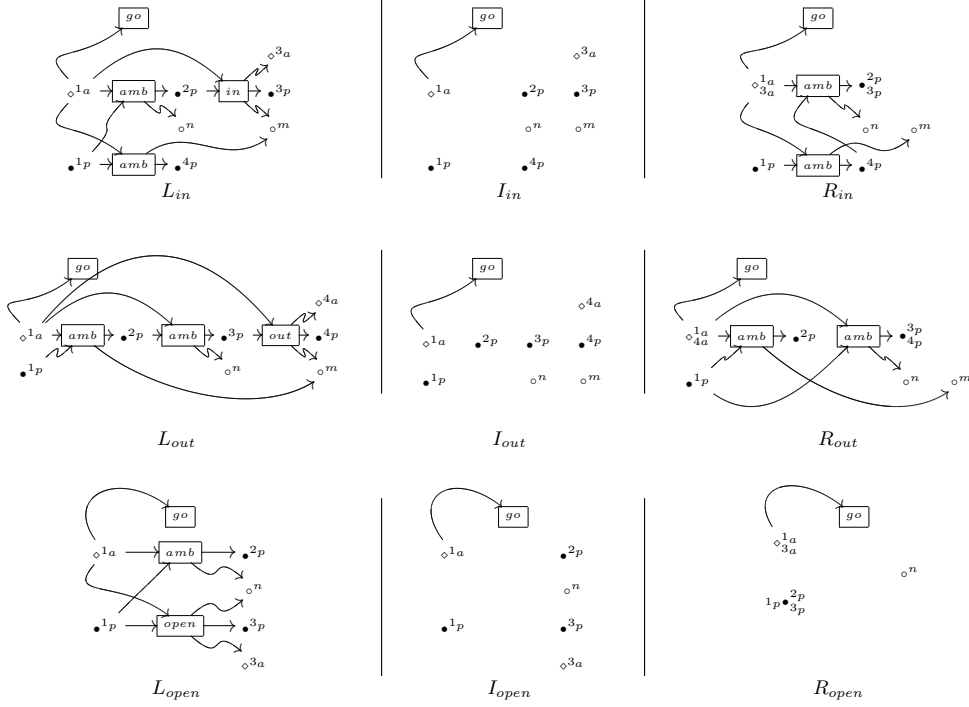 go go go
◇3a ◇3a
◇1a amb •2p in •3p ◇1a •2p •3p ◇1a 3a amb •2p 3p
○n ○m ○n ○m ○n ○m
•1p amb •4p •1p •4p •1p amb •4p
L_in I_in R_in
go go go
◇4a ◇4a
◇1a amb •2p amb •3p out •4p ◇1a •2p •3p •4p ◇1a 4a amb •2p amb •3p 4p
•1p ○n ○m •1p ○n ○m •1p ○n ○m
L_out I_out R_out
go go go
◇1a amb •2p ◇1a •2p ◇1a 3a
○n ○n ○n
•1p open •3p •1p •3p 1p•2p 3p
◇3a ◇3a
L_open I_open R_open